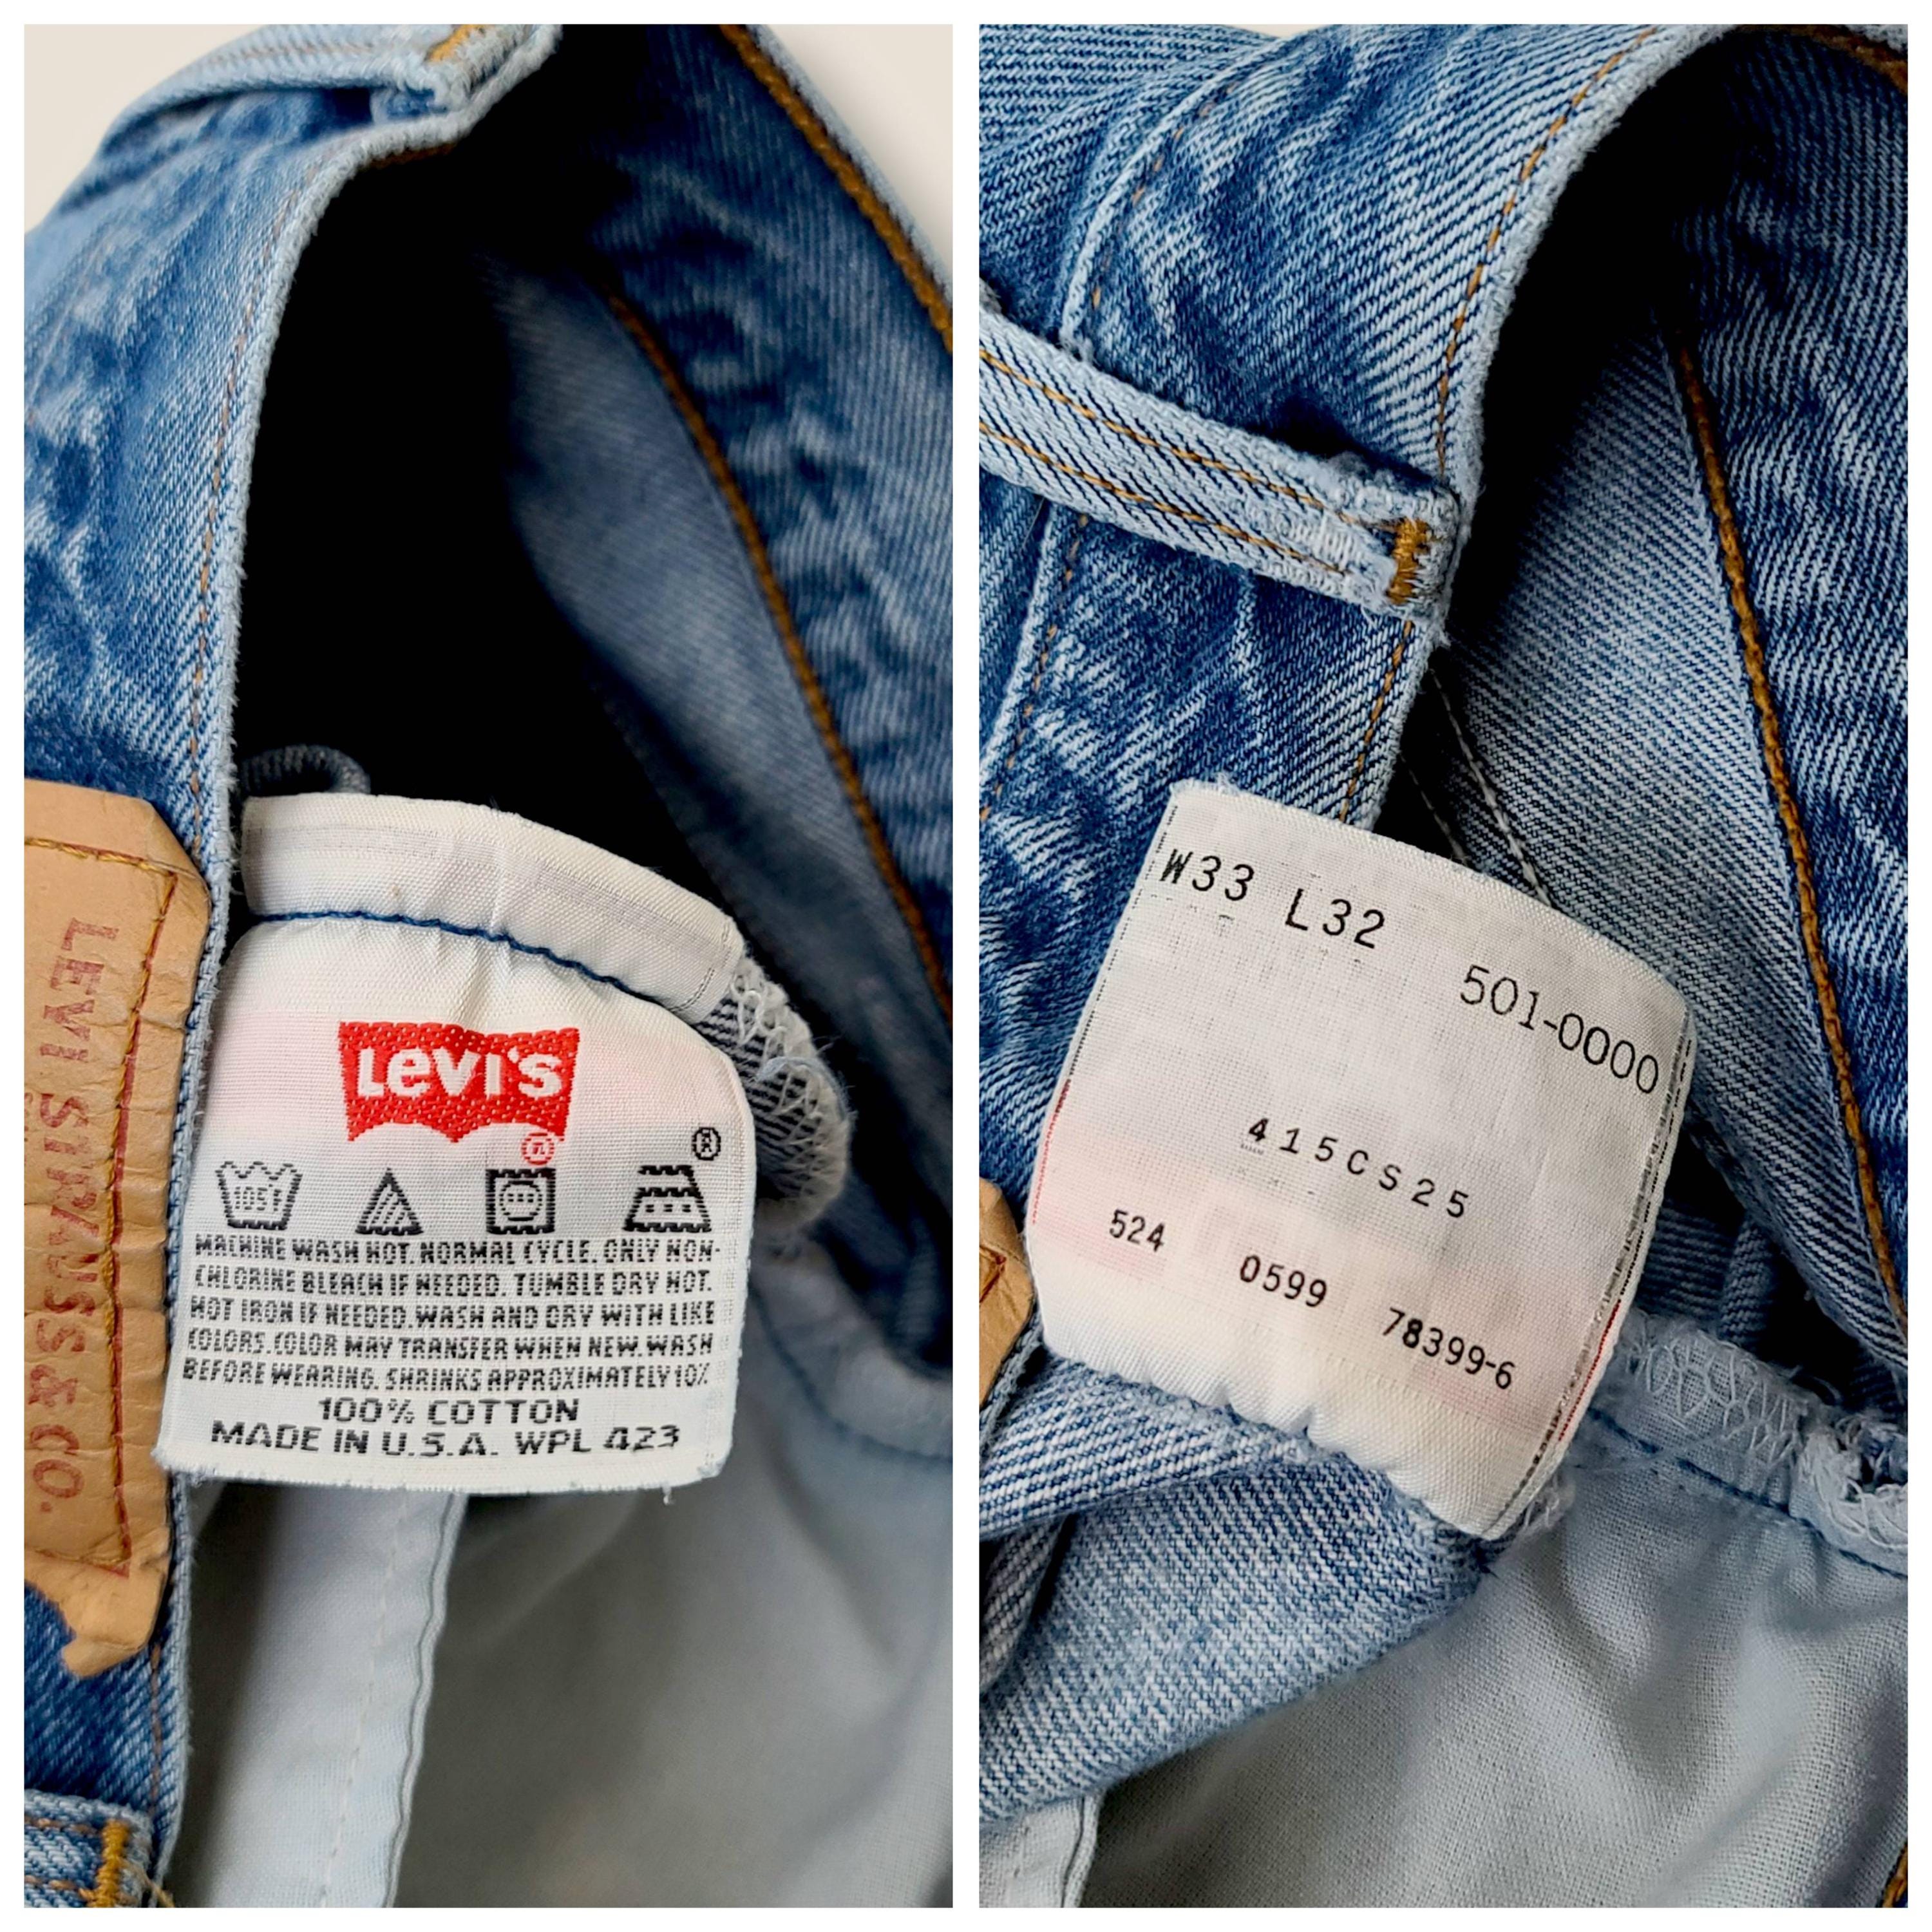 LEVI STRAUSS & CO.
LEVI'S
®
®
105F
MACHINE WASH HOT. NORMAL CYCLE. ONLY NON-
CHLORINE BLEACH IF NEEDED. TUMBLE DRY HOT.
HOT IRON IF NEEDED. WASH AND DRY WITH LIKE
COLORS. COLOR MAY TRANSFER WHEN NEW. WASH
BEFORE WEARING. SHRINKS APPROXIMATELY 10%
100% COTTON
MADE IN U.S.A. WPL 423
W33 L32
501-0000
415CS25
524 0599 78399-6